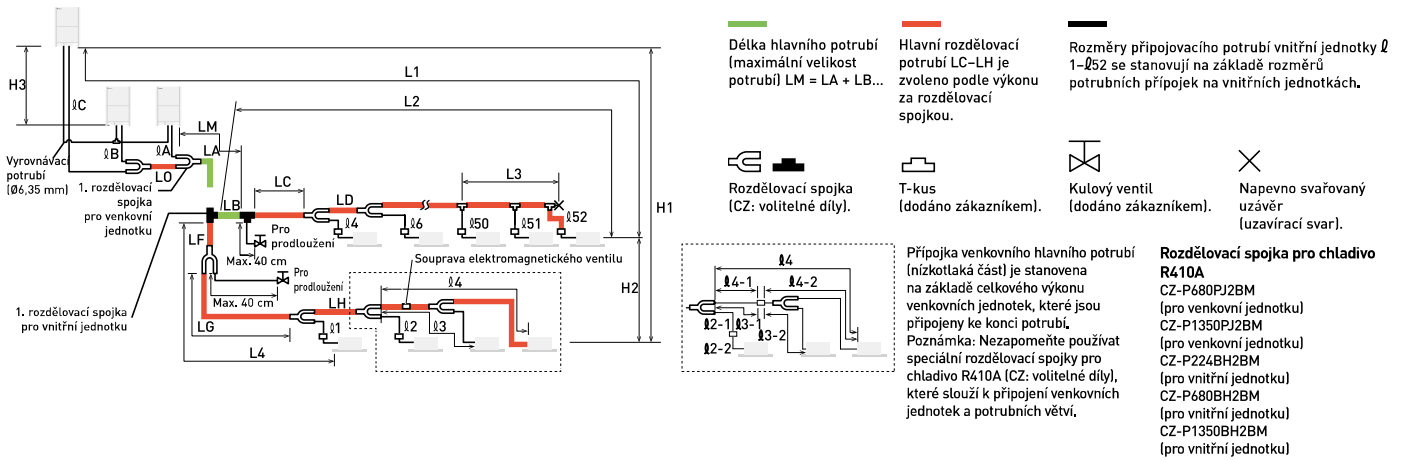 H3
ℓC
L1
L2
LM
ℓB
ℓA
LA
LO
Vyrovnávací
potrubí
(Ø6,35 mm)
1. rozdělovací
spojka
pro venkovní
jednotku
LB
LC
LD
L3
ℓ4
ℓ6
ℓ50
ℓ51
ℓ52
H1
H2
Pro
prodloužení
Max. 40 cm
LF
Pro
prodloužení
Max. 40 cm
Souprava elektromagnetického ventilu
1. rozdělovací spojka
pro vnitřní jednotku
LG
LH
L4
ℓ1
ℓ2
ℓ3
ℓ4
Délka hlavního potrubí
(maximální velikost
potrubí) LM = LA + LB...
Hlavní rozdělovací
potrubí LC–LH je
zvoleno podle výkonu
za rozdělovací
spojkou.
Rozměry připojovacího potrubí vnitřní jednotky ℓ
1–ℓ52 se stanovují na základě rozměrů
potrubních přípojek na vnitřních jednotkách.
Rozdělovací spojka
(CZ: volitelné díly).
T-kus
(dodáno zákazníkem).
Kulový ventil
(dodáno zákazníkem).
Napevno svařovaný
uzávěr
(uzavírací svar).
ℓ4
ℓ4-1
ℓ4-2
ℓ2-1
ℓ3-1
ℓ3-2
ℓ2-2
Přípojka venkovního hlavního potrubí
(nízkotlaká část) je stanovena
na základě celkového výkonu
venkovních jednotek, které jsou
připojeny ke konci potrubí.
Poznámka: Nezapomeňte používat
speciální rozdělovací spojky pro
chladivo R410A (CZ: volitelné díly),
které slouží k připojení venkovních
jednotek a potrubních větví.
Rozdělovací spojka pro chladivo
R410A
CZ-P680PJ2BM
(pro venkovní jednotku)
CZ-P1350PJ2BM
(pro venkovní jednotku)
CZ-P224BH2BM
(pro vnitřní jednotku)
CZ-P680BH2BM
(pro vnitřní jednotku)
CZ-P1350BH2BM
(pro vnitřní jednotku)